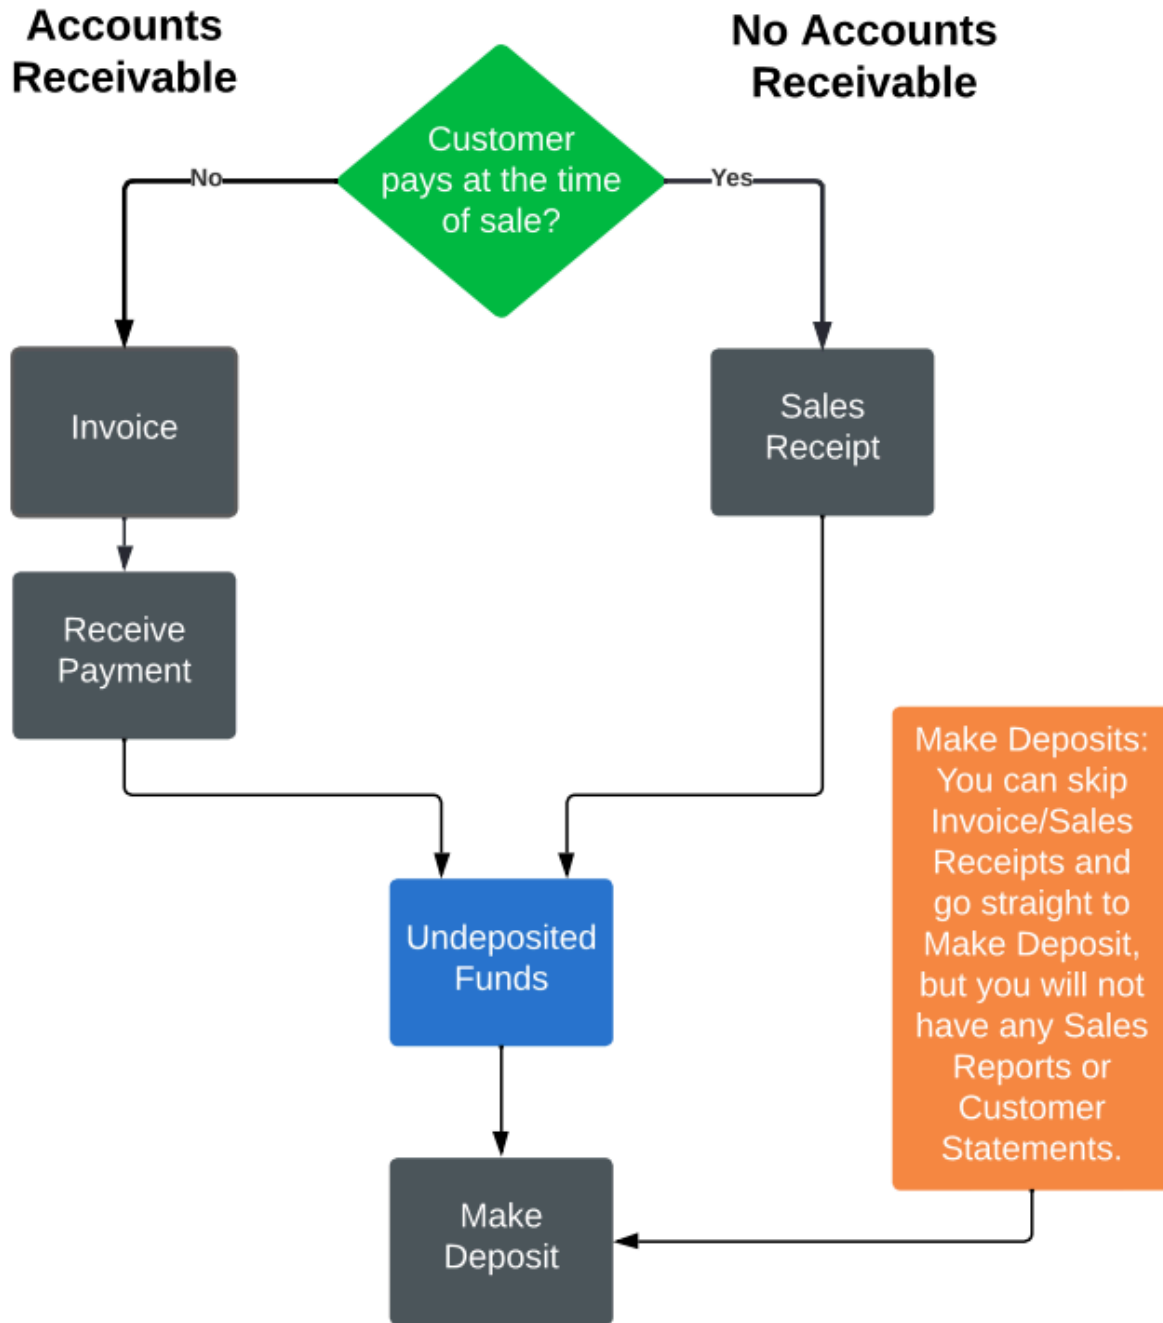 Accounts
Receivable
No Accounts
Receivable
Customer
pays at the time
of sale?
No
Yes
Invoice
Sales
Receipt
Receive
Payment
Make Deposits:
You can skip
Invoice/Sales
Receipts and
go straight to
Make Deposit,
but you will not
have any Sales
Reports or
Customer
Statements.
Undeposited
Funds
Make
Deposit